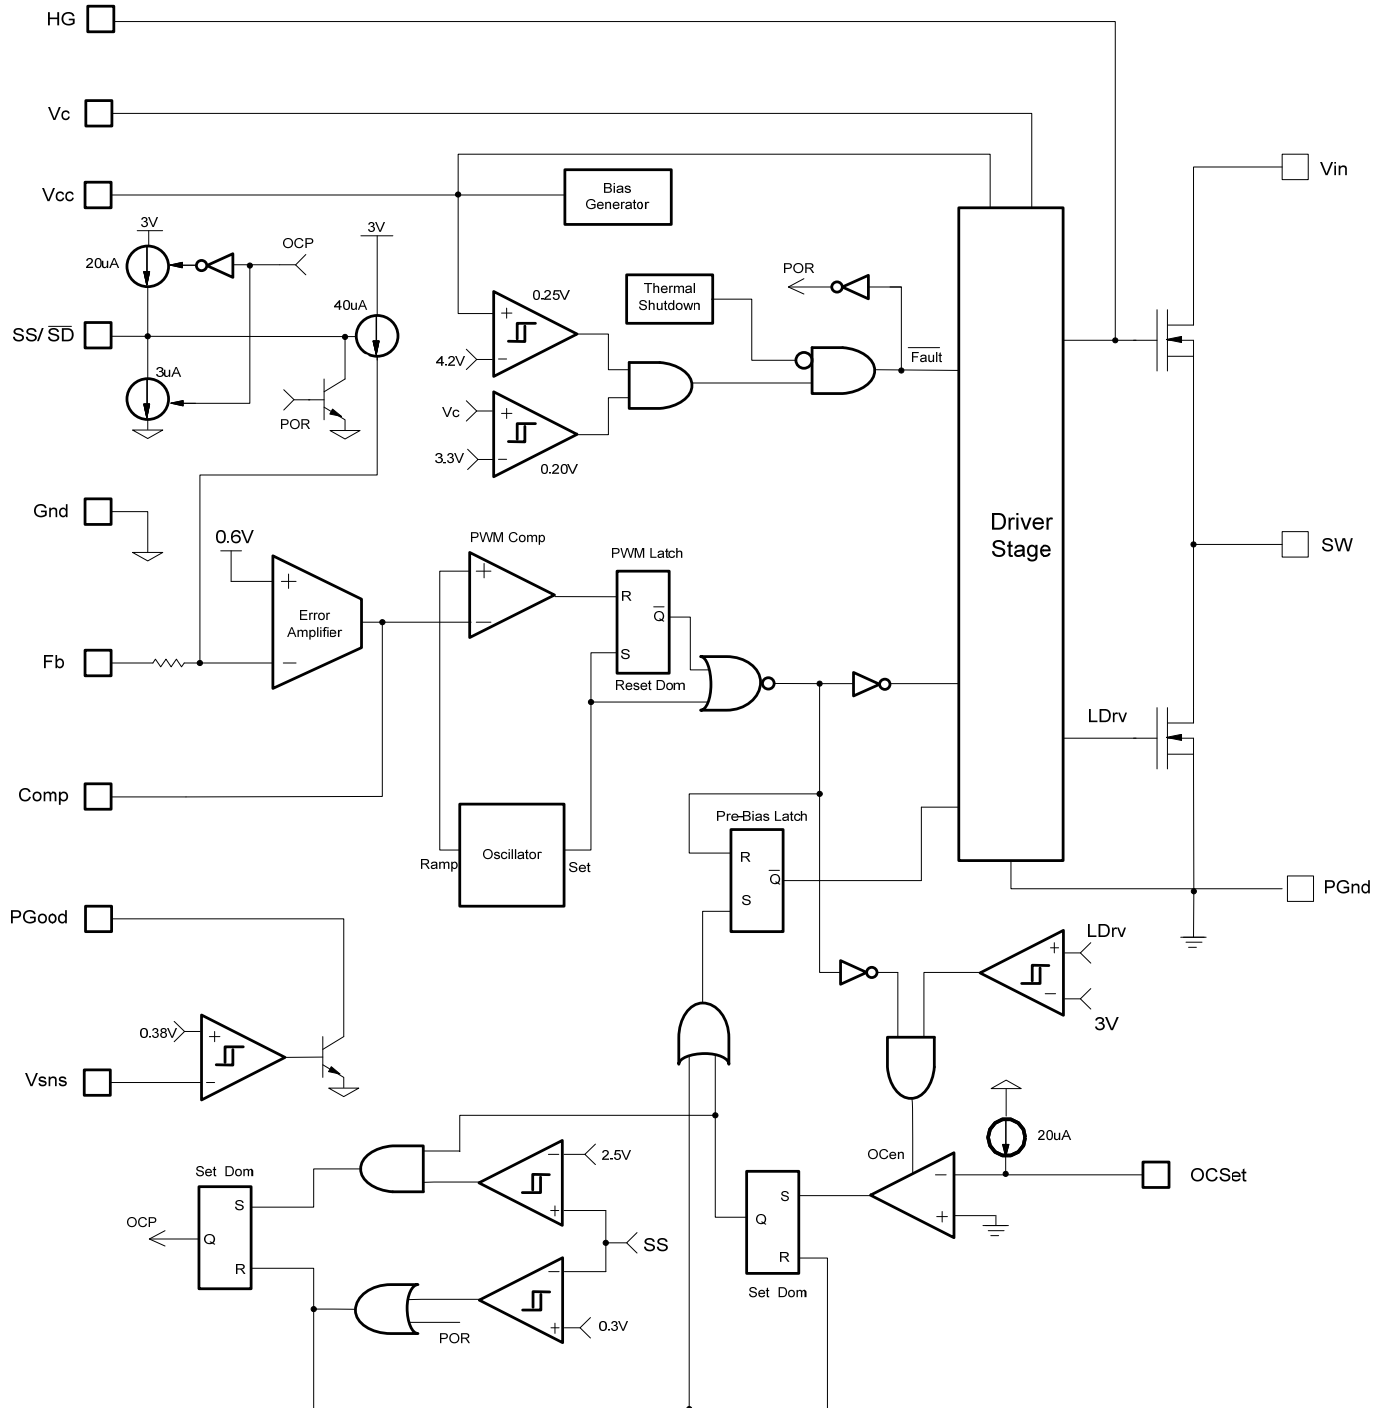 HG
Vc
Vcc
Bias
Generator
Vin
3V
3V
OCP
20uA
SS/ SD
40uA
0.25V
4.2V
Thermal
Shutdown
POR
Fault
3uA
POR
Vc
3.3V
0.20V
Gnd
0.6V
PWM Comp
PWM Latch
Driver
Stage
SW
+
Error
Amplifier
−
+
−
R
Q
S
Reset Dom
Fb
LDrv
Comp
Ramp
Oscillator
Set
Pre-Bias Latch
R
Q
S
PGnd
PGood
LDrv
+
−
3V
0.38V
+
−
Vsns
20uA
OCen
OCSet
−
+
Set Dom
S
Q
R
OCP
−
2.5V
+
SS
−
+
0.3V
POR
S
Q
R
Set Dom
+
−
+
−